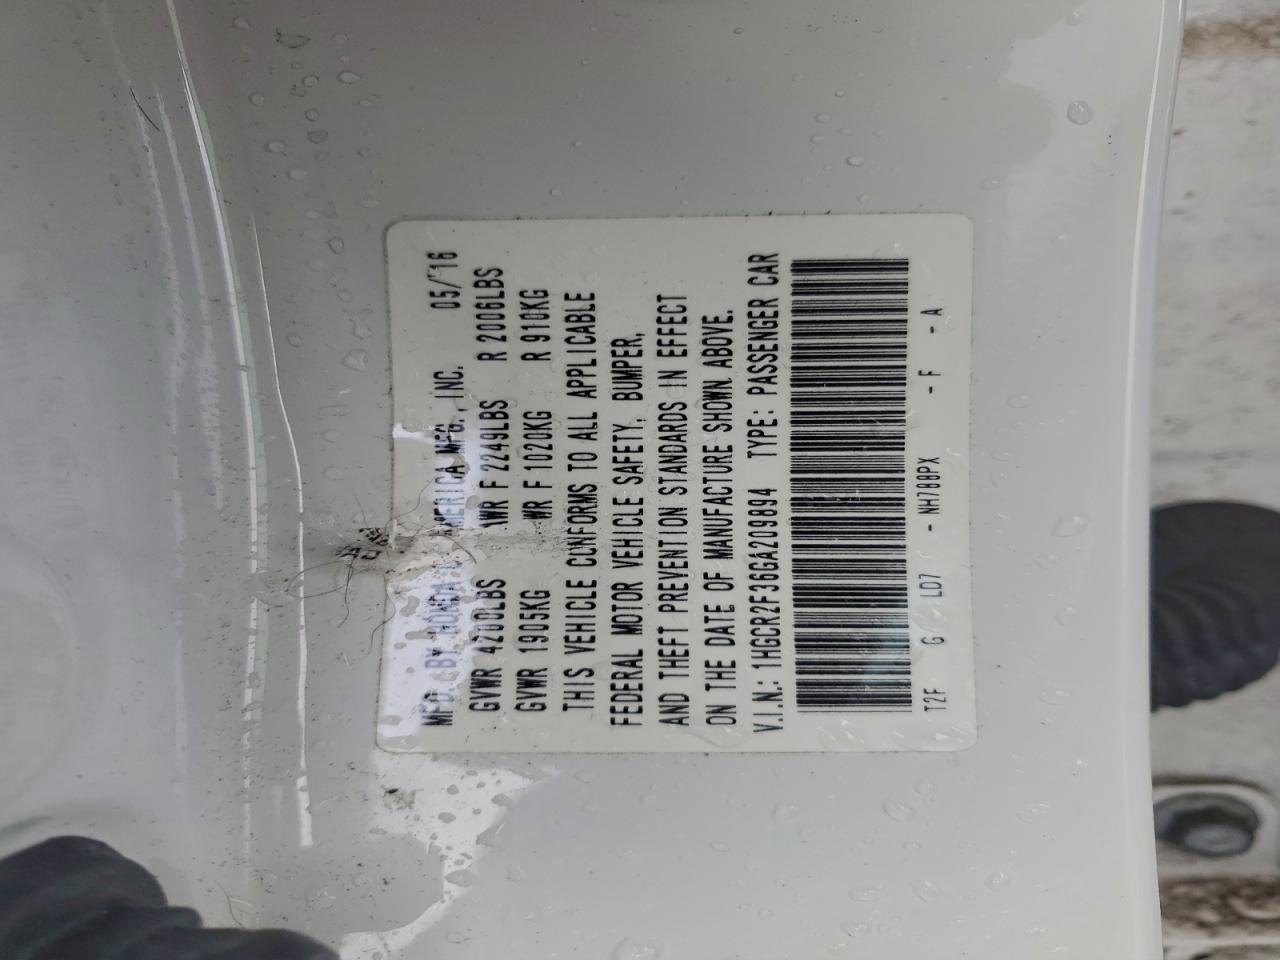 MFD. BY HONDA OF AMERICA MFG., INC. 05/16
GVWR 4200LBS GAWR F 2249LBS R 2006LBS
GVWR 1905KG GAWR F 1020KG R 910KG
THIS VEHICLE CONFORMS TO ALL APPLICABLE
FEDERAL MOTOR VEHICLE SAFETY, BUMPER,
AND THEFT PREVENTION STANDARDS IN EFFECT
ON THE DATE OF MANUFACTURE SHOWN ABOVE.
V.I.N.: 1HGCR2F36GA209894 TYPE: PASSENGER CAR
T2F G LD7 - NH788PX - F - A